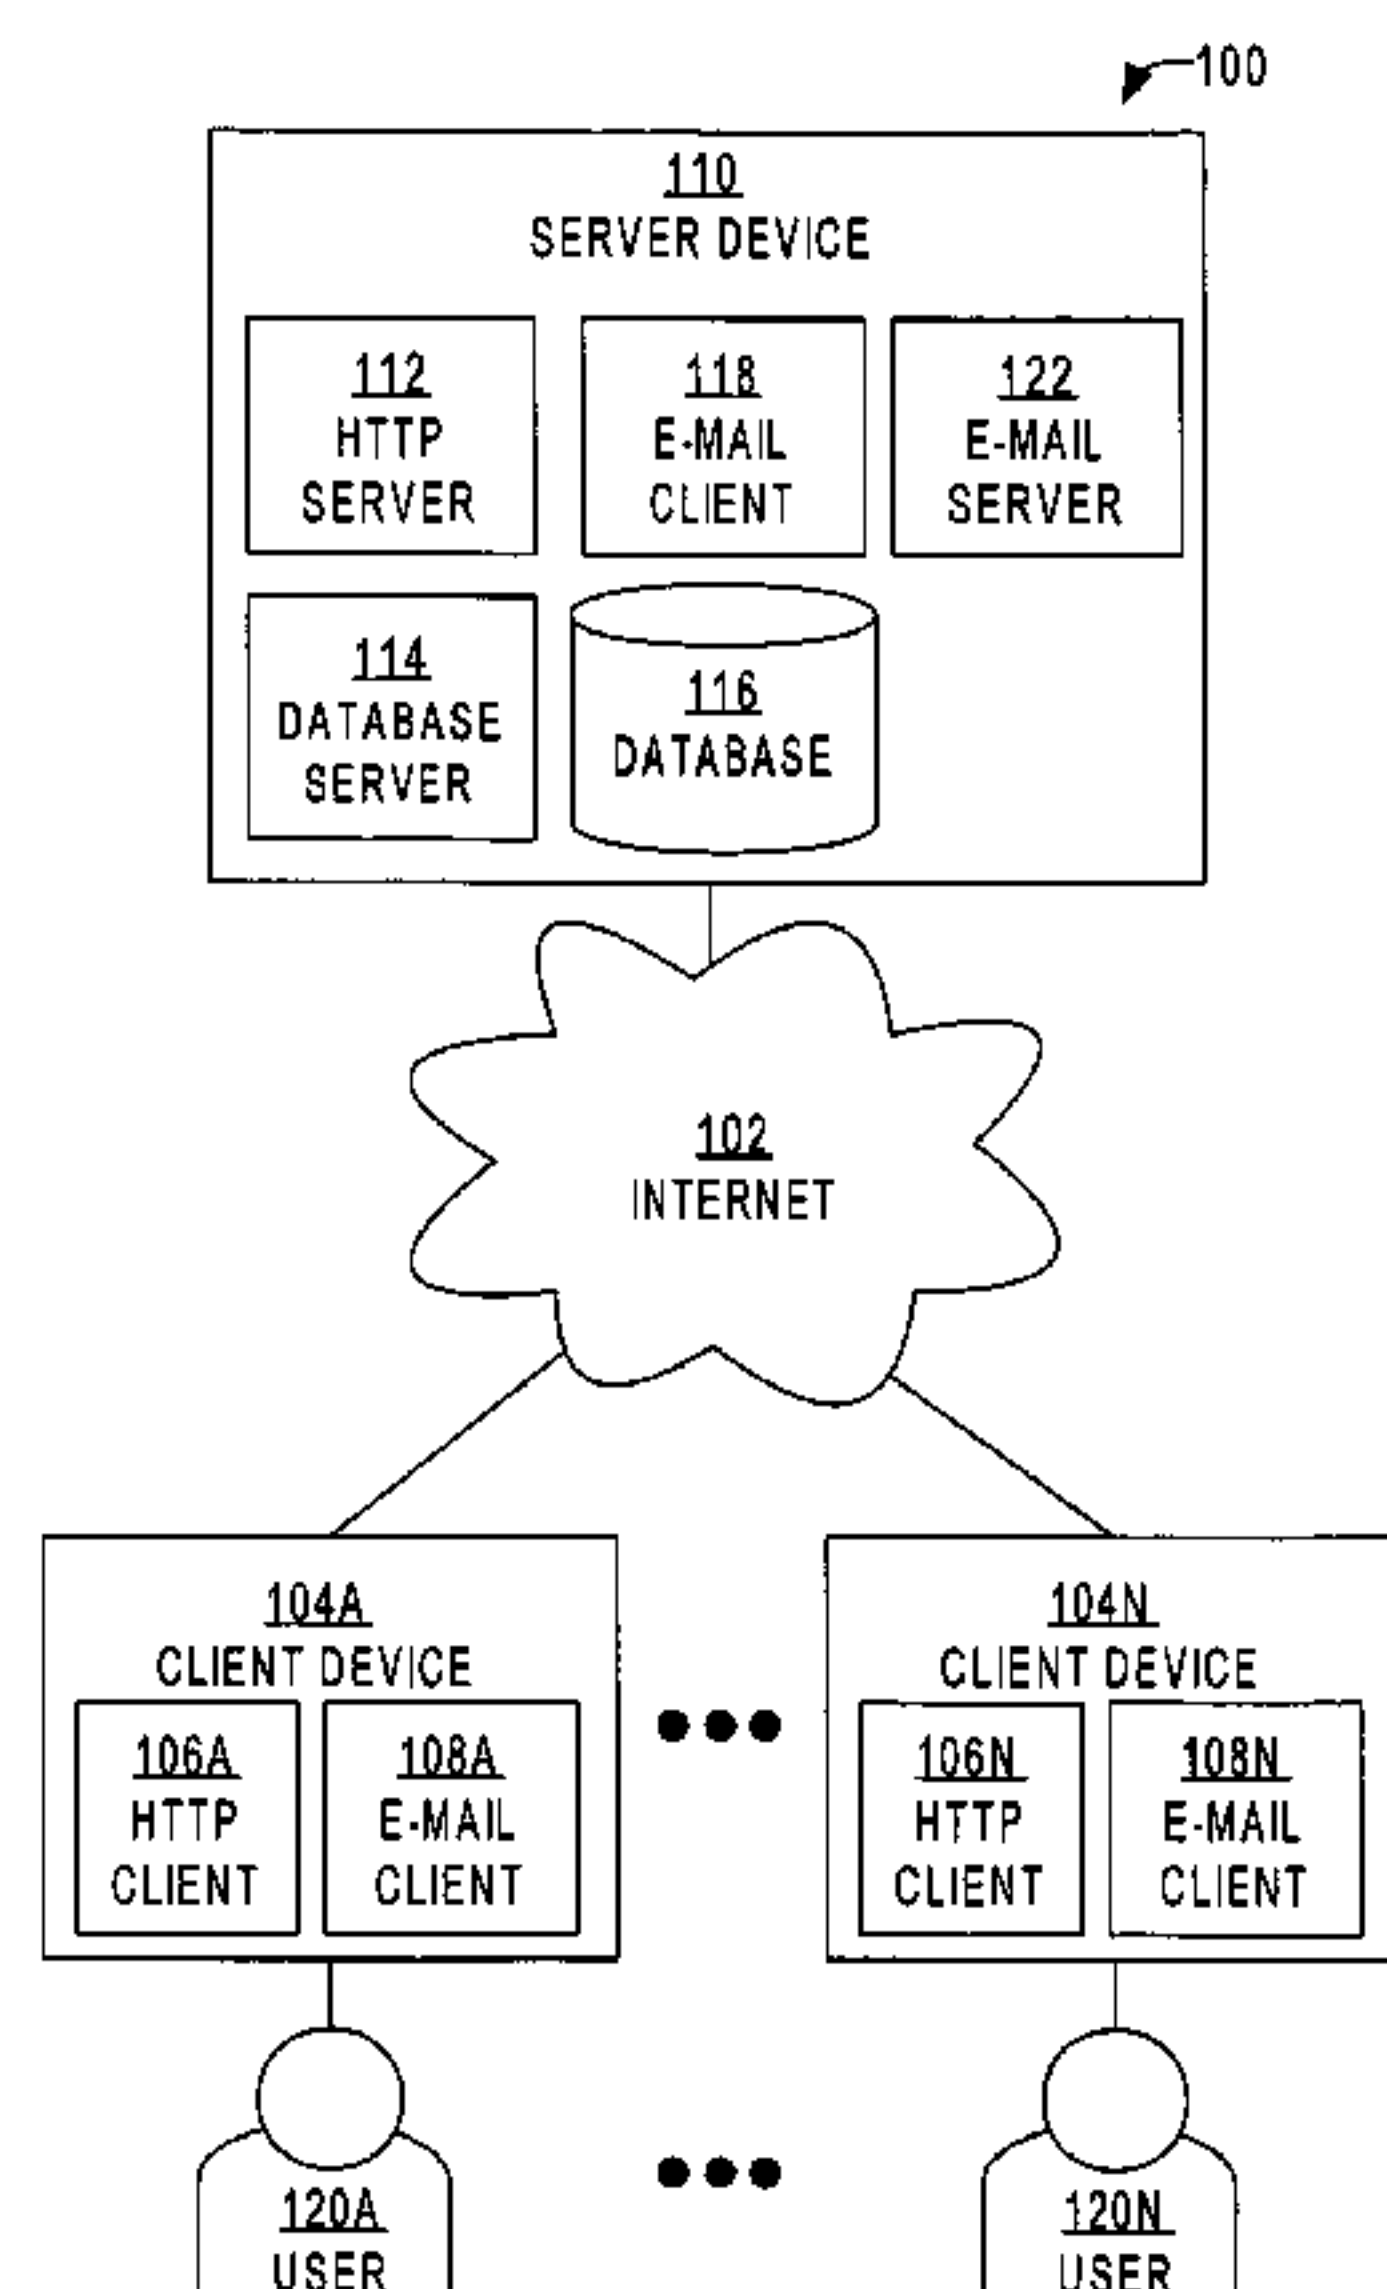 100
110
SERVER DEVICE
112
HTTP
SERVER
118
E-MAIL
CLIENT
122
E-MAIL
SERVER
114
DATABASE
SERVER
116
DATABASE
102
INTERNET
104A
CLIENT DEVICE
106A
HTTP
CLIENT
108A
E-MAIL
CLIENT
104N
CLIENT DEVICE
106N
HTTP
CLIENT
108N
E-MAIL
CLIENT
120A
USER
120N
USER